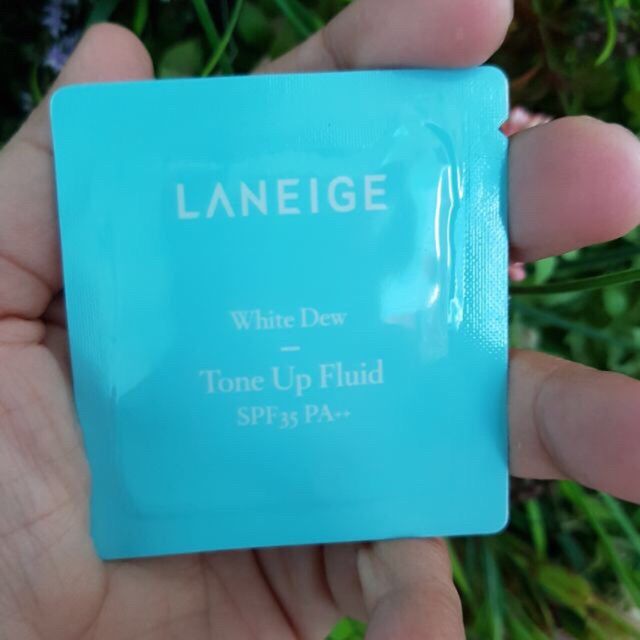 LANEIGE
White Dew
Tone Up Fluid
SPF35 PA++